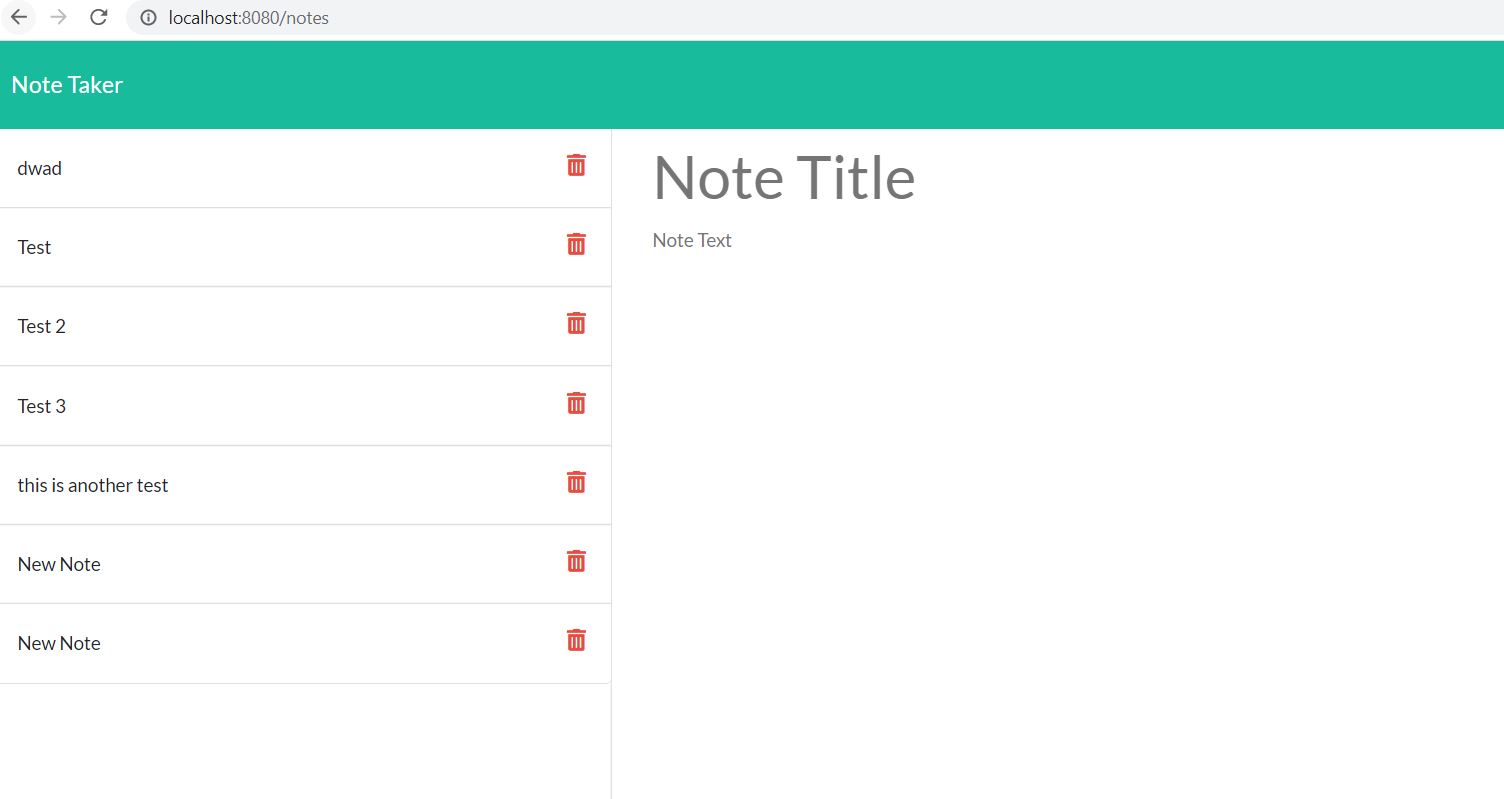 localhost:8080/notes
Note Taker
dwad
Test
Test 2
Test 3
this is another test
New Note
New Note
Note Title
Note Text